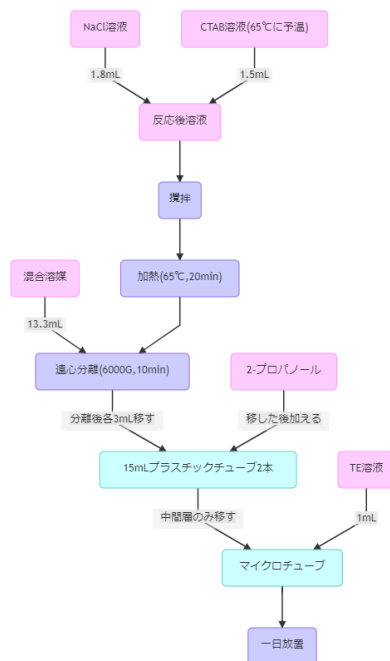 NaCl溶液
CTAB溶液(65℃に予温)
1.8mL
1.5mL
反応後溶液
攪拌
混合溶媒
加熱(65℃,20min)
13.3mL
遠心分離(6000G,10min)
2-プロパノール
分離後各3mL移す
移した後加える
15mLプラスチックチューブ2本
TE溶液
中間層のみ移す
1mL
マイクロチューブ
一日放置